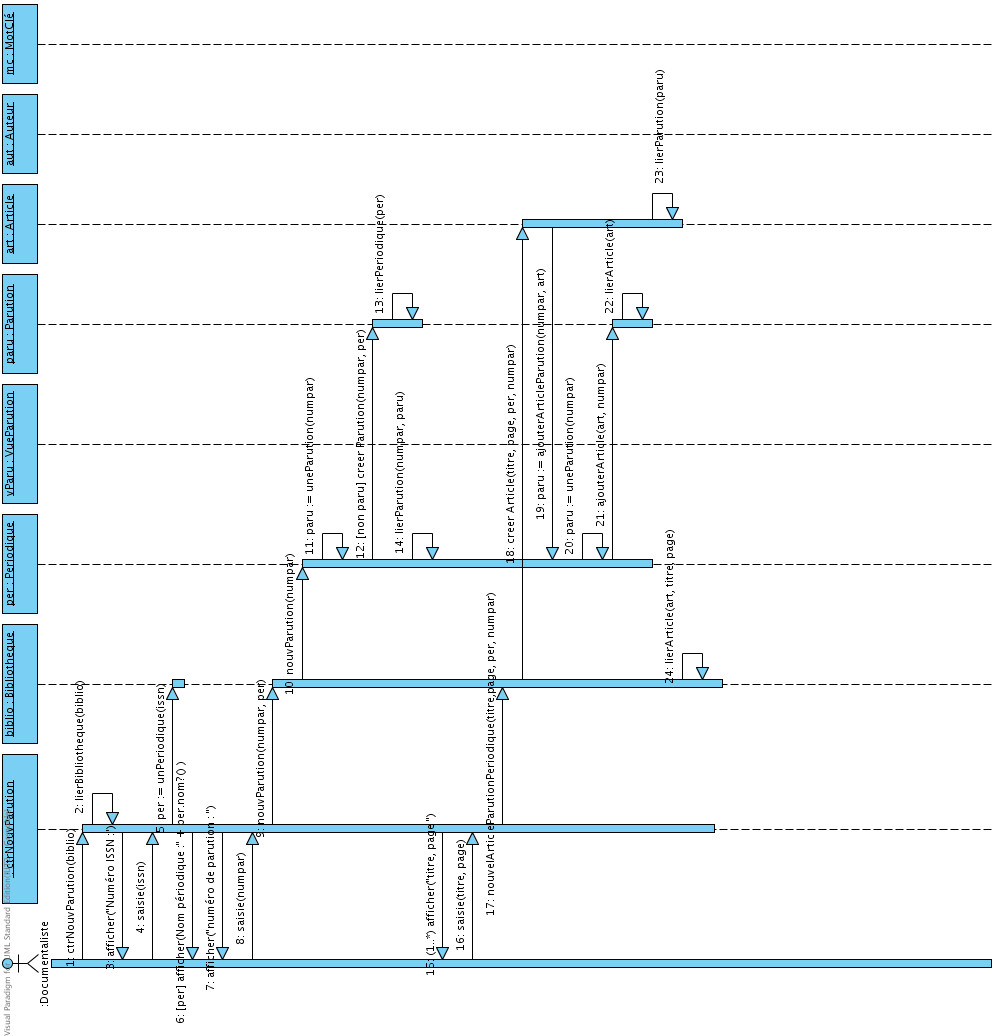 :Documentaliste
: ctrNouvParution
biblio : Bibliotheque
per : Periodique
vParu : VueParution
paru : Parution
art : Article
aut : Auteur
mc : MotClé
1: ctrNouvParution(biblio)
2: lierBibliotheque(biblio)
3: afficher("Numéro ISSN :")
4: saisie(issn)
5: per := unPeriodique(issn)
6: [per] afficher(Nom périodique :" + per.nom?() )
7: afficher("numéro de parution :")
8: saisie(numpar)
9: nouvParution(numpar, per)
10: nouvParution(numpar)
11: paru := uneParution(numpar)
12: [non paru] creer Parution(numpar, per)
13: lierPeriodique(per)
14: lierParution(numpar, paru)
15: (1..*) afficher("titre, page")
16: saisie(titre, page)
17: nouvelArticleParutionPeriodique(titre,page, per, numpar)
18: creer Article(titre, page, per, numpar)
19: paru := ajouterArticleParution(numpar, art)
20: paru := uneParution(numpar)
21: ajouterArticle(art, numpar)
22: lierArticle(art)
23: lierParution(paru)
24: lierArticle(art, titre, page)
Visual Paradigm for UML Standard